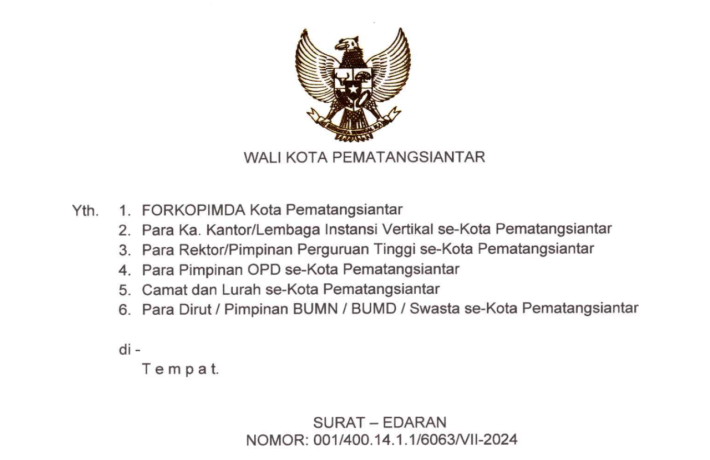 WALI KOTA PEMATANGSIANTAR
Yth. 1. FORKOPIMDA Kota Pematangsiantar
2. Para Ka. Kantor/Lembaga Instansi Vertikal se-Kota Pematangsiantar
3. Para Rektor/Pimpinan Perguruan Tinggi se-Kota Pematangsiantar
4. Para Pimpinan OPD se-Kota Pematangsiantar
5. Camat dan Lurah se-Kota Pematangsiantar
6. Para Dirut / Pimpinan BUMN / BUMD / Swasta se-Kota Pematangsiantar
di -
T e m p a t.
SURAT – EDARAN
NOMOR: 001/400.14.1.1/6063/VII-2024